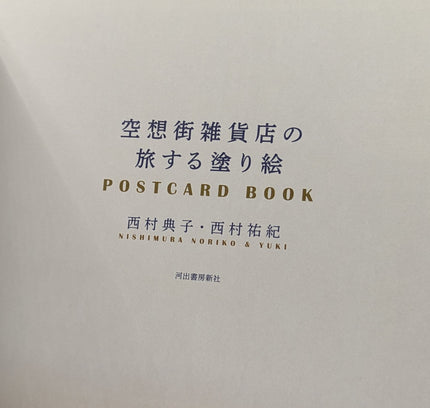 空想街雑貨店の
旅する塗り絵
POSTCARD BOOK
西村典子・西村祐紀
NISHIMURA NORIKO & YUKI
河出書房新社